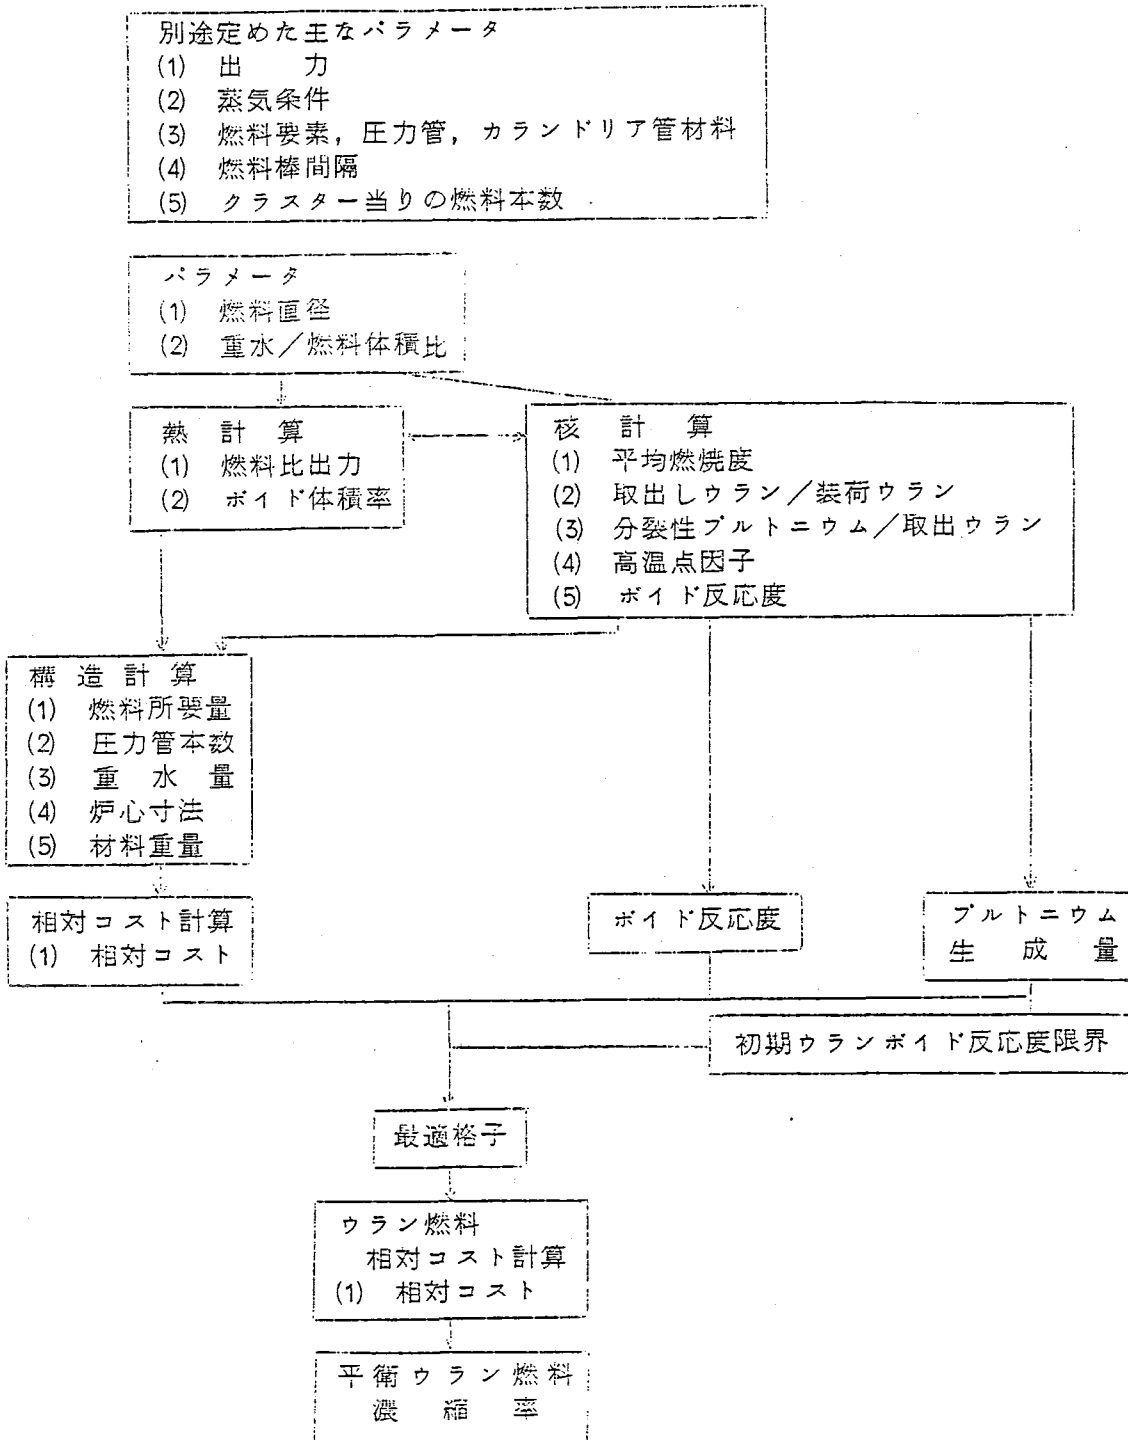 別途定めた主なパラメータ
(1) 出 力
(2) 蒸気条件
(3) 燃料要素，圧力管，カランドリア管材料
(4) 燃料棒間隔
(5) クラスター当りの燃料本数
パラメータ
(1) 燃料直径
(2) 重水／燃料体積比
熱 計 算
(1) 燃料比出力
(2) ボイド体積率
核 計 算
(1) 平均燃焼度
(2) 取出しウラン／装荷ウラン
(3) 分裂性プルトニウム／取出ウラン
(4) 高温点因子
(5) ボイド反応度
構 造 計 算
(1) 燃料所要量
(2) 圧力管本数
(3) 重 水 量
(4) 炉心寸法
(5) 材料重量
相対コスト計算
(1) 相対コスト
ボイド反応度
プルトニウム
生 成 量
初期ウランボイド反応度限界
最適格子
ウラン燃料
相対コスト計算
(1) 相対コスト
平衡ウラン燃料
濃 縮 率